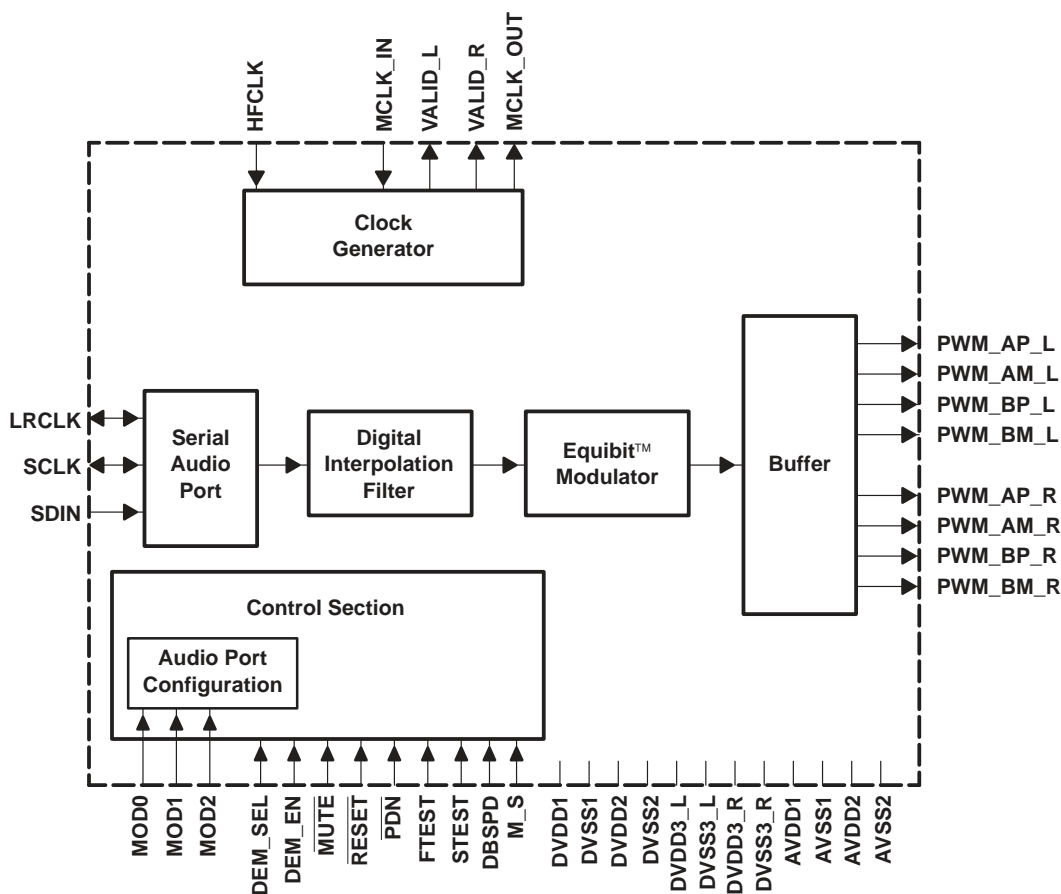 HFCLK
MCLK_IN
VALID_L
VALID_R
MCLK_OUT
Clock
Generator
LRCLK
SCLK
SDIN
Serial
Audio
Port
Digital
Interpolation
Filter
Equibit™
Modulator
Buffer
PWM_AP_L
PWM_AM_L
PWM_BP_L
PWM_BM_L
PWM_AP_R
PWM_AM_R
PWM_BP_R
PWM_BM_R
Control Section
Audio Port
Configuration
MOD0
MOD1
MOD2
DEM_SEL
DEM_EN
MUTE
RESET
PDN
FTEST
STEST
DBSPD
M_S
DVDD1
DVSS1
DVDD2
DVSS2
DVDD3_L
DVSS3_L
DVDD3_R
DVSS3_R
AVDD1
AVSS1
AVDD2
AVSS2